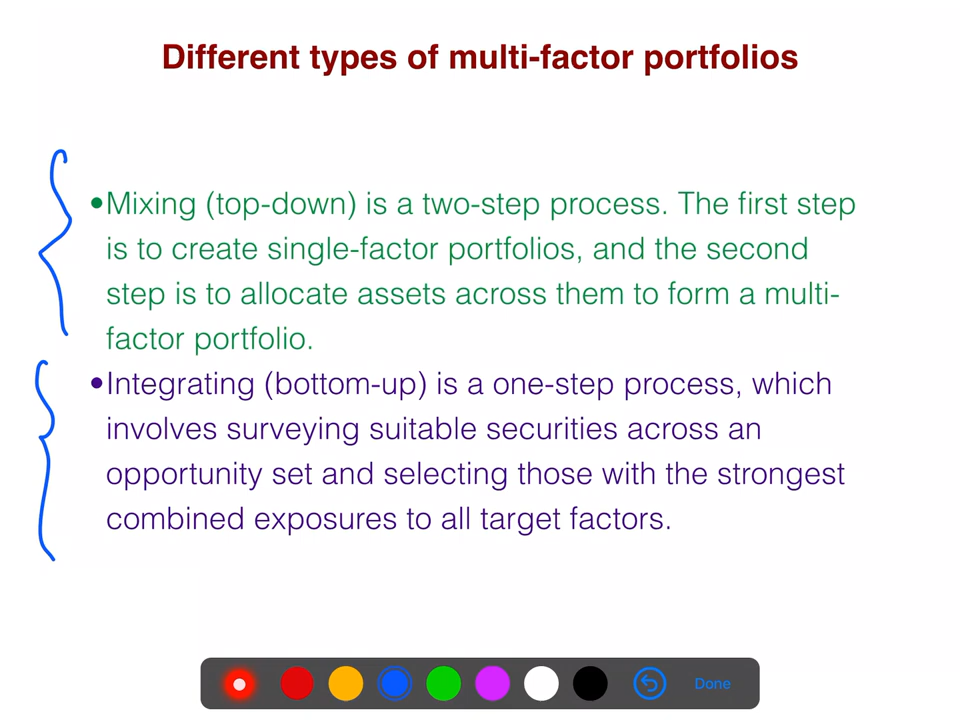 Different types of multi-factor portfolios
•Mixing (top-down) is a two-step process. The first step
is to create single-factor portfolios, and the second
step is to allocate assets across them to form a multi-
factor portfolio.
•Integrating (bottom-up) is a one-step process, which
involves surveying suitable securities across an
opportunity set and selecting those with the strongest
combined exposures to all target factors.
Done